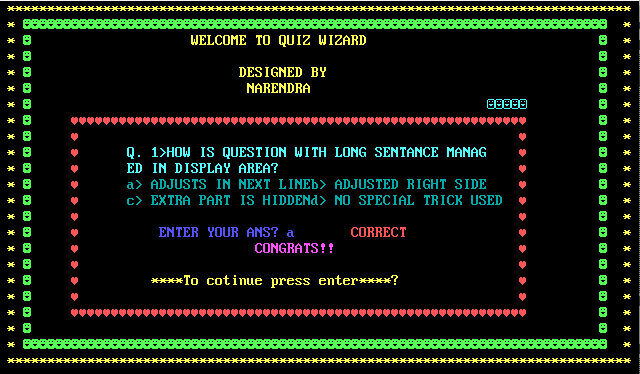 WELCOME TO QUIZ WIZARD
DESIGNED BY
NARENDRA
Q. 1>HOW IS QUESTION WITH LONG SENTANCE MANAG
ED IN DISPLAY AREA?
a> ADJUSTS IN NEXT LINEb> ADJUSTED RIGHT SIDE
c> EXTRA PART IS HIDDENd> NO SPECIAL TRICK USED
ENTER YOUR ANS? a CORRECT
CONGRATS!!
****To cotinue press enter****?